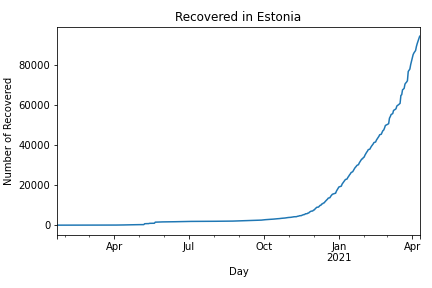 Recovered in Estonia
Number of Recovered
80000
60000
40000
20000
0
Apr
Jul
Oct
Jan
2021
Apr
Day